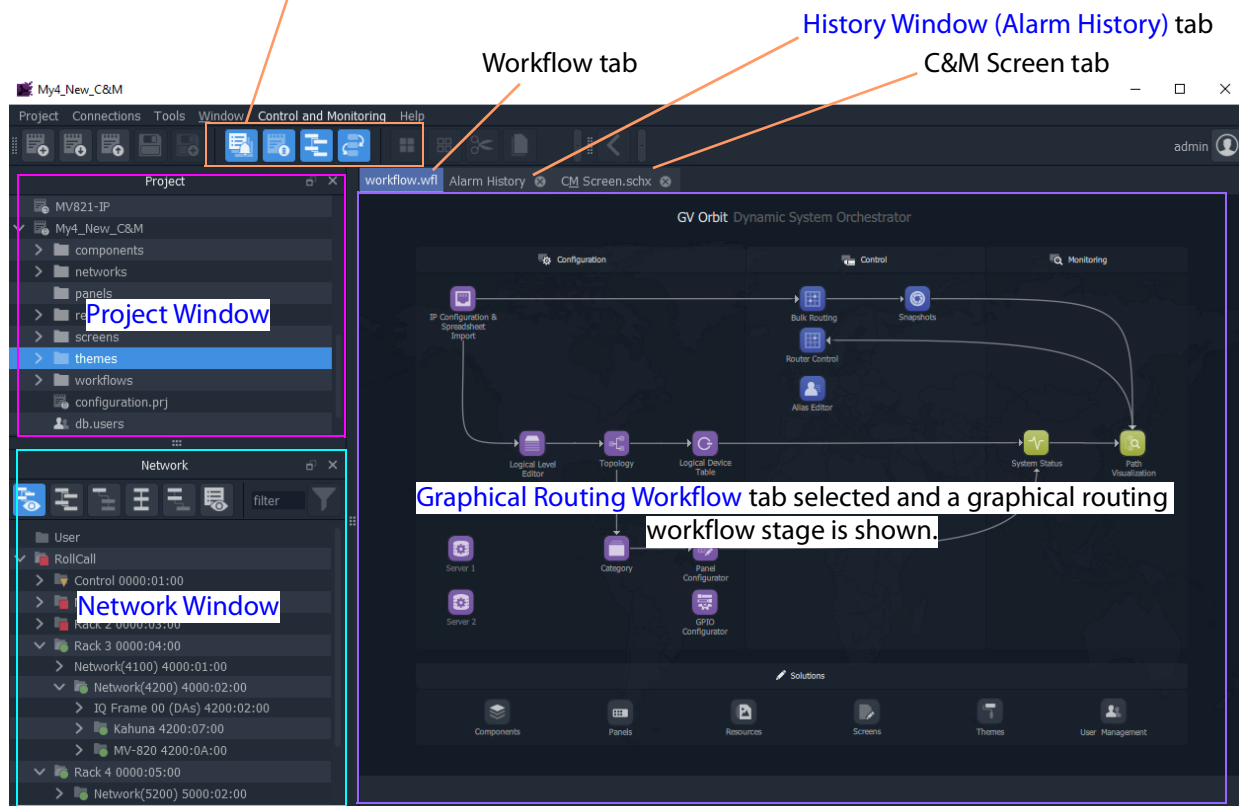 History Window (Alarm History) tab
Workflow tab
C&M Screen tab
My4_New_C&M
Project Connections Tools Window Control and Monitoring Help
admin
Project
workflow.wfl
Alarm History
CM Screen.schx
MV821-IP
My4_New_C&M
components
networks
panels
re
Project Window
screens
themes
workflows
configuration.prj
db.users
GV Orbit Dynamic System Orchestrator
Configuration
Control
Monitoring
IP Configuration &
Spreadsheet
Import
Bulk Routing
Snapshots
Router Control
Alias Editor
Logical Level
Editor
Topology
Logical Device
Table
System Status
Path
Visualization
Graphical Routing Workflow tab selected and a graphical routing
workflow stage is shown.
Server 1
Category
Panel
Configurator
Server 2
GPIO
Configurator
Solutions
Components
Panels
Resources
Screens
Themes
User Management
Network
filter
User
RollCall
Control 0000:01:00
Network Window
Rack 2 0000:03:00
Rack 3 0000:04:00
Network(4100) 4000:01:00
Network(4200) 4000:02:00
IQ Frame 00 (DAs) 4200:02:00
Kahuna 4200:07:00
MV-820 4200:0A:00
Rack 4 0000:05:00
Network(5200) 5000:02:00